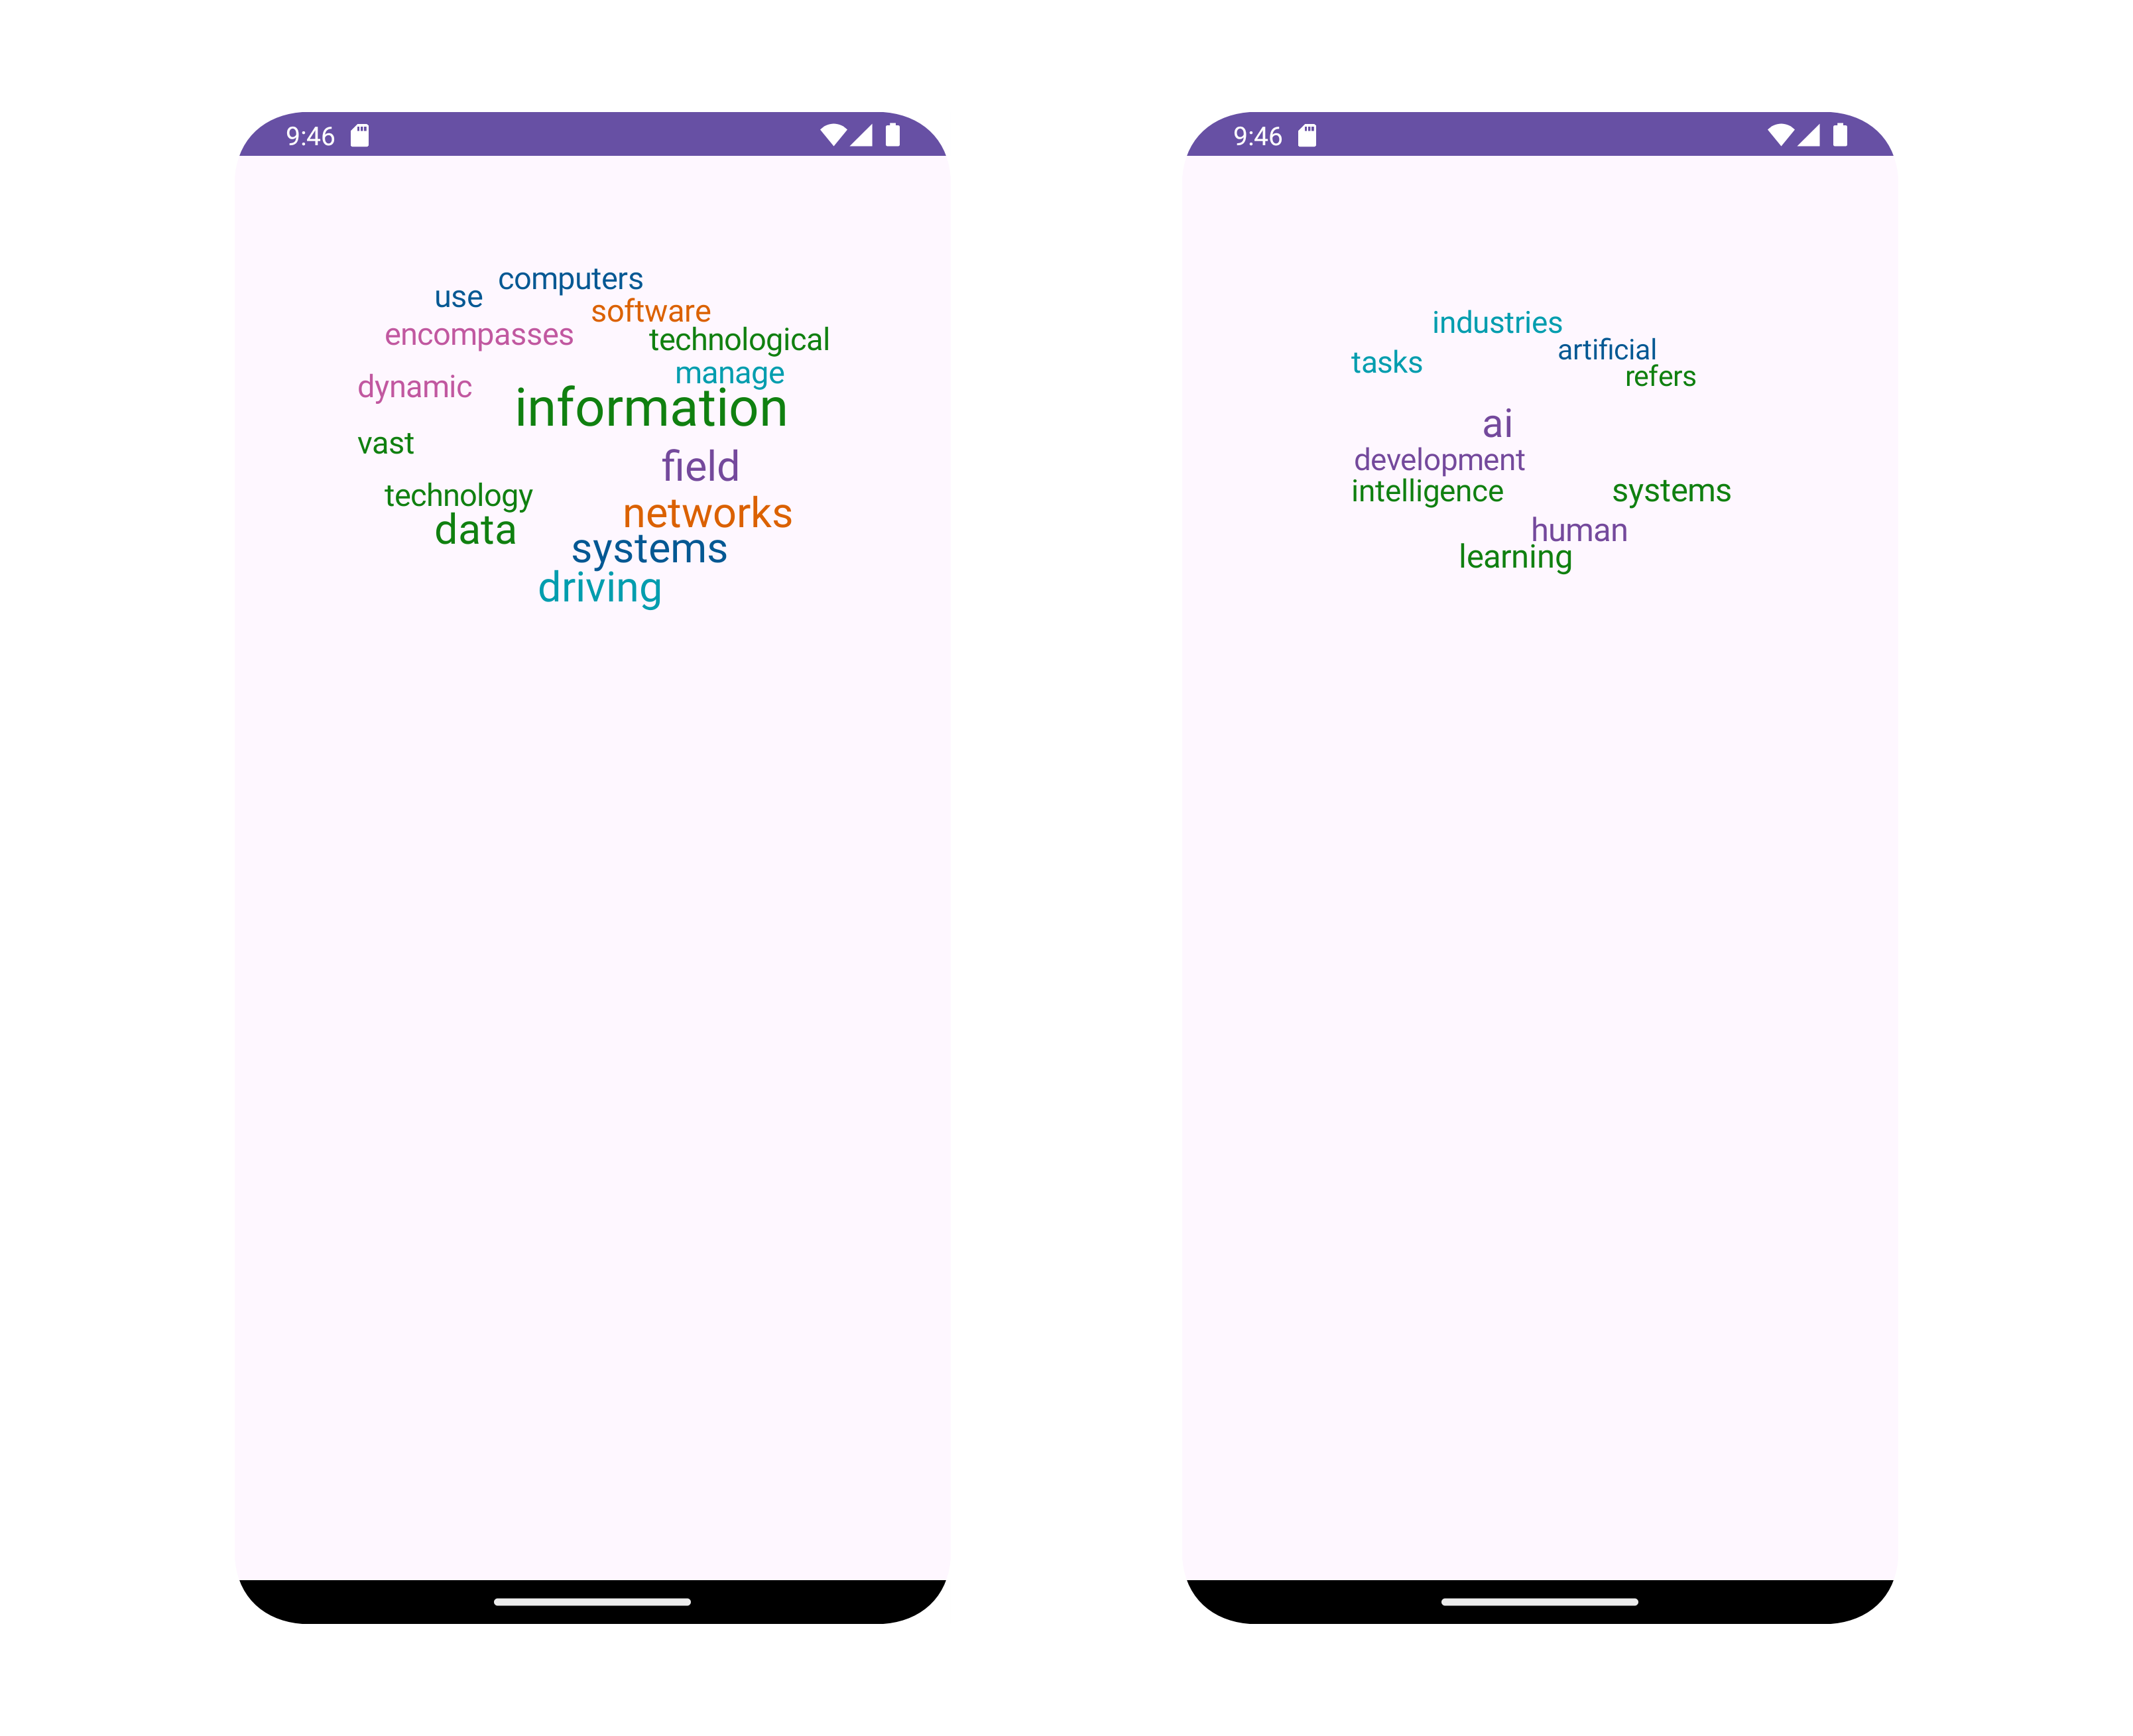 9:46
computers
use
software
encompasses
technological
manage
dynamic
information
vast
field
technology
networks
data
systems
driving
9:46
industries
artificial
tasks
refers
ai
development
intelligence
systems
human
learning